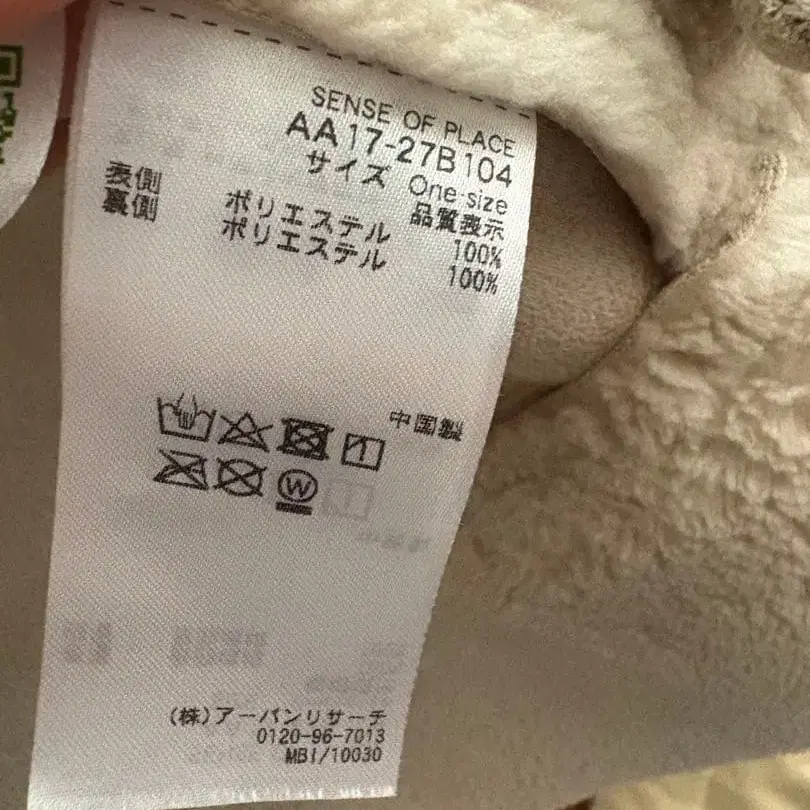 SENSE OF PLACE
AA17-27B104
サイズ One-size
品質表示
表側 ポリエステル 100%
裏側 ポリエステル 100%
中国製
W
(株)アーバンリサーチ
0120-96-7013
MBI/10030